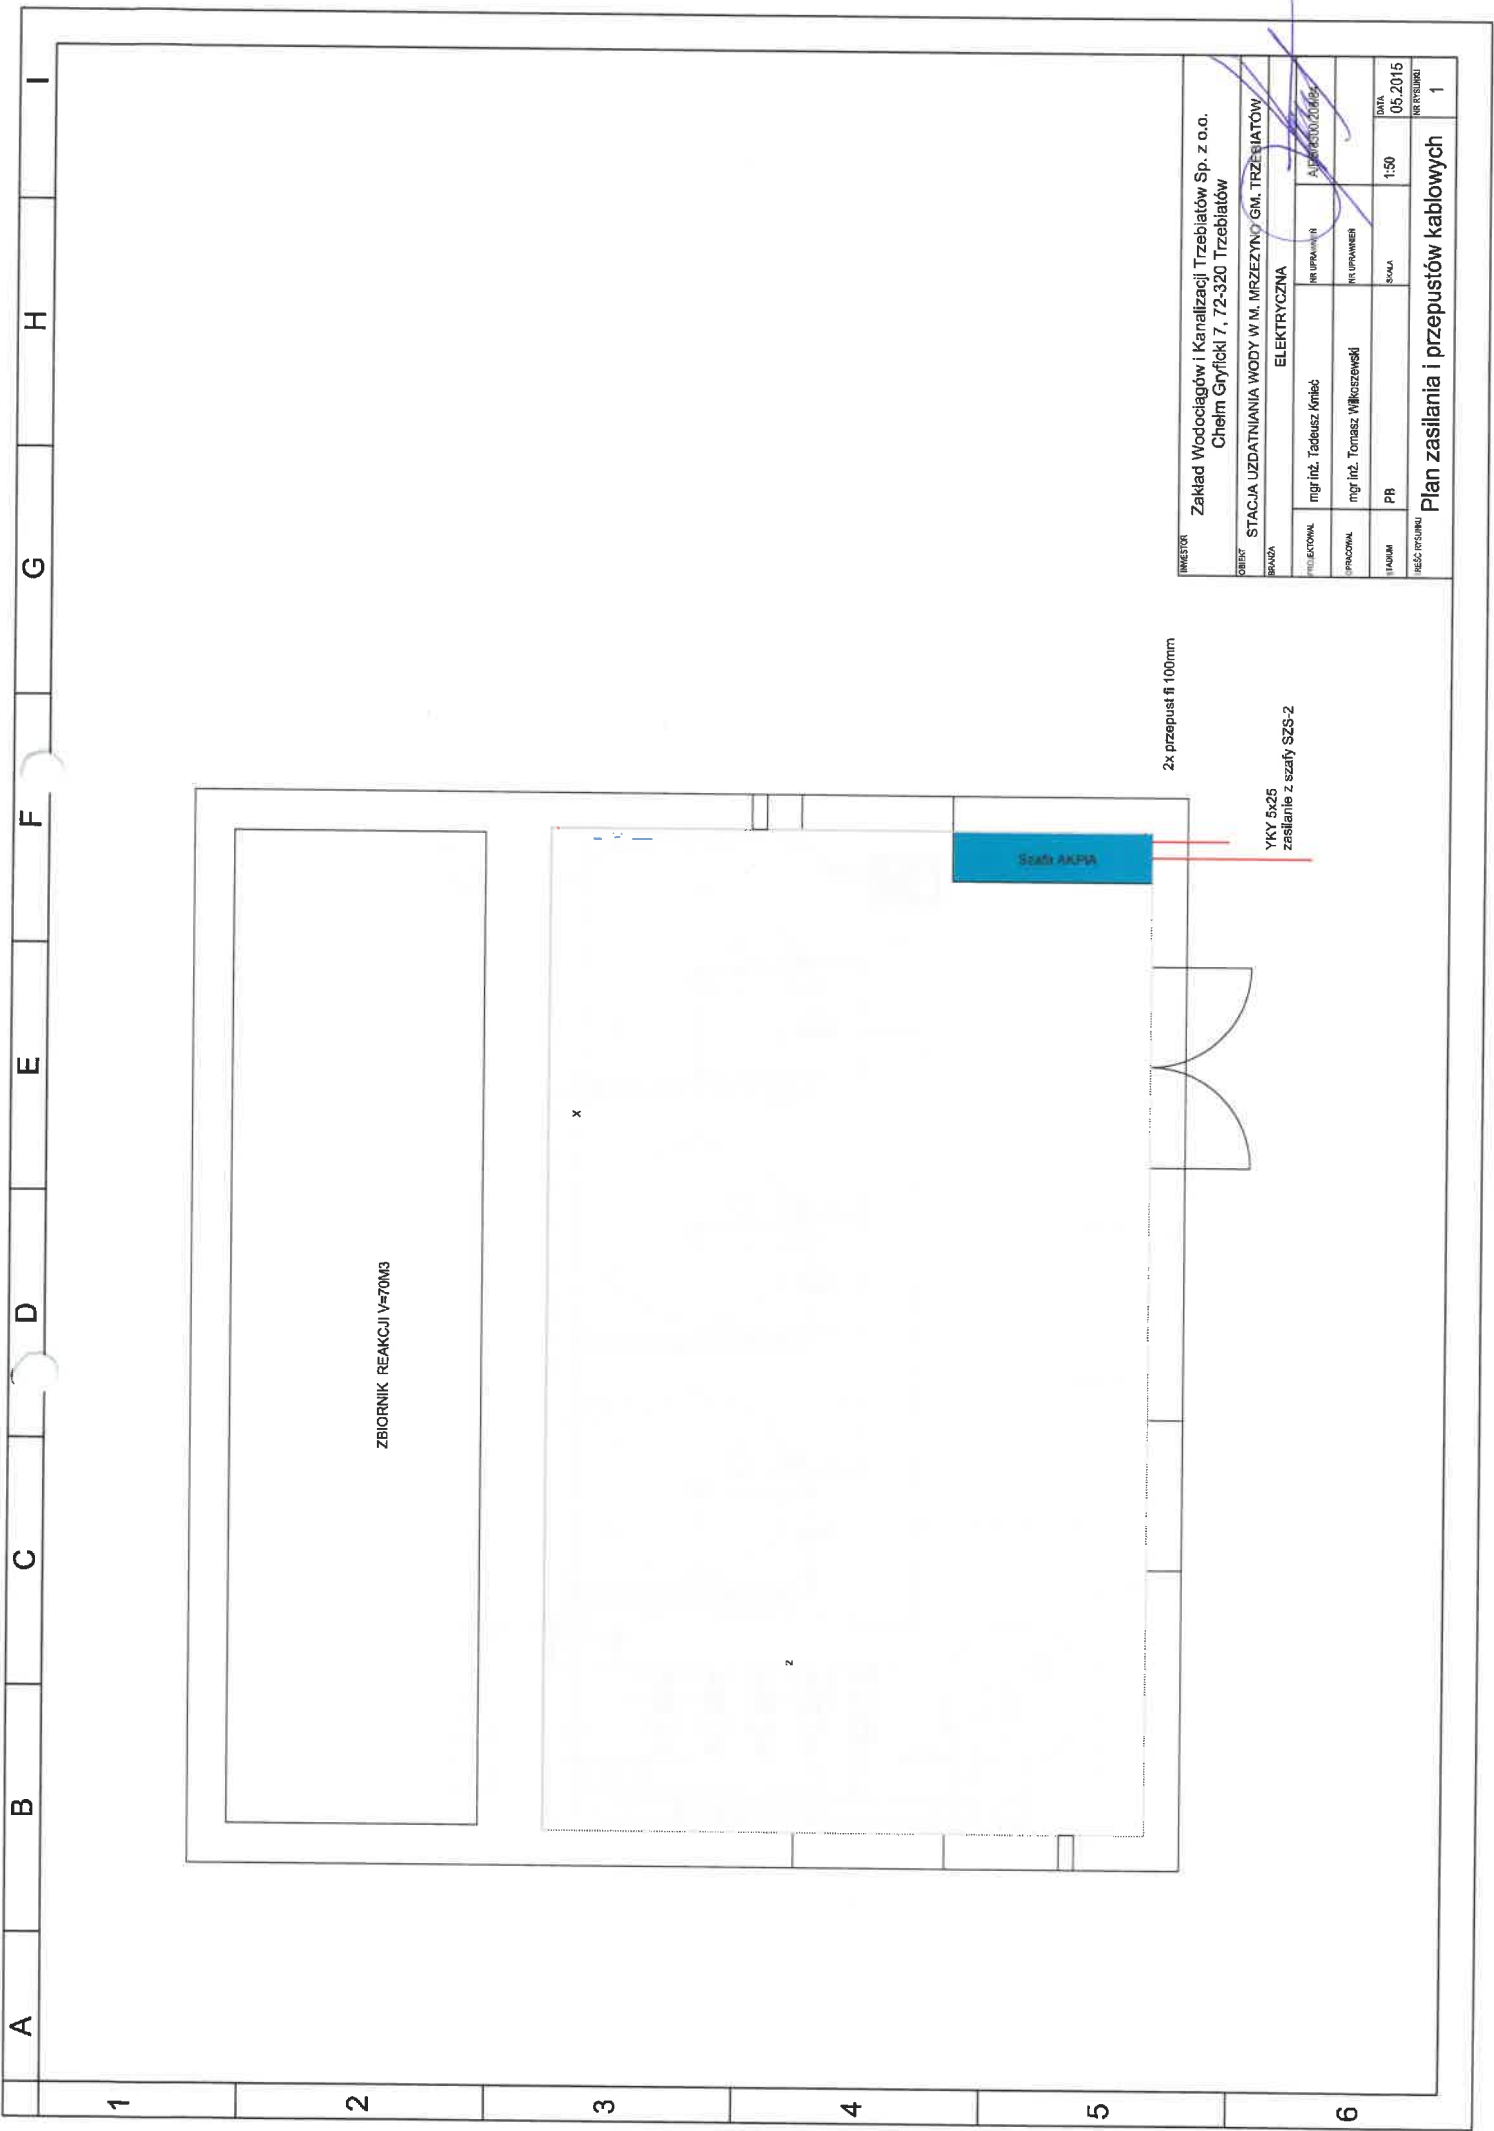 A B C D E F G H I
1
2
3
4
5
6
ZBIORNIK REAKCJI V=70M3
x
z
Szafa AKPIA
2x przepust fi 100mm
YKY 5x25
zasilanie z szafy SZS-2
INWESTOR
Zakład Wodociągów i Kanalizacji Trzebiatów Sp. z o.o.
Chełm Gryficki 7, 72-320 Trzebiatów
OBIEKT
STACJA UZDATNIANIA WODY W M. MRZEZYNO GM. TRZEBIATÓW
BRANŻA
ELEKTRYCZNA
PROJEKTOWAŁ mgr inż. Tadeusz Kmieć NR UPRAWNIEŃ
OPRACOWAŁ mgr inż. Tomasz Wilkoszewski NR UPRAWNIEŃ
STADIUM PB SKALA 1:50 DATA 05.2015
TREŚĆ RYSUNKU Plan zasilania i przepustów kablowych NR RYSUNKU 1